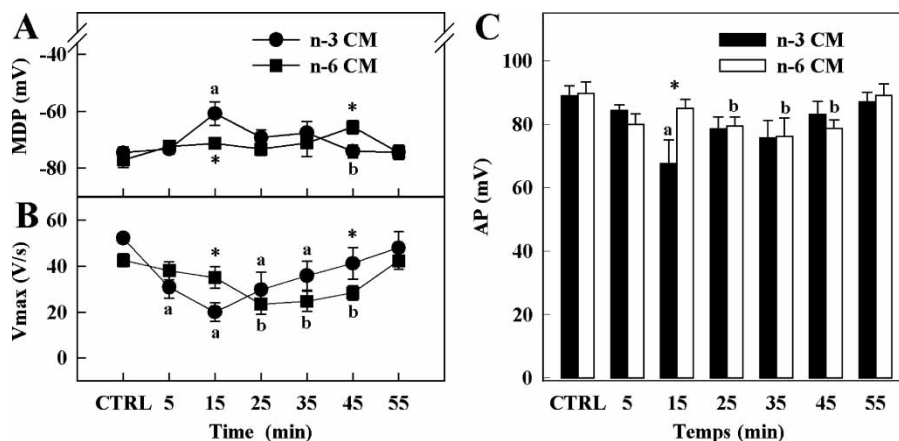 A
n-3 CM
n-6 CM
-40
-60
-80
MDP (mV)
a
*
*
b
B
60
40
20
0
Vmax (V/s)
*
a
a
*
a
a
b
b
b
CTRL 5 15 25 35 45 55
Time (min)
C
n-3 CM
n-6 CM
100
80
60
40
20
0
AP (mV)
*
a
b
b
b
CTRL 5 15 25 35 45 55
Temps (min)